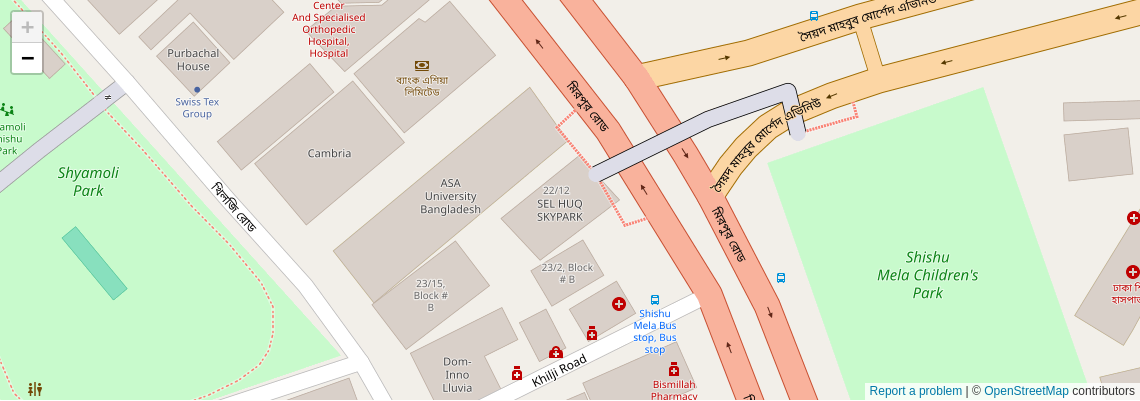 +
−
Center
And Specialised
Orthopedic
Hospital,
Hospital
Purbachal
House
Swiss Tex
Group
ব্যাংক এশিয়া
লিমিটেড
সৈয়দ মাহবুব মোর্শেদ এভিনিউ
মিরপুর রোড
সৈয়দ মাহবুব মোর্শেদ এভিনিউ
Cambria
Shyamoli
Park
খিলজি রোড
ASA
University
Bangladesh
22/12
SEL HUQ
SKYPARK
মিরপুর রোড
Shishu
Mela Children's
Park
23/2, Block
# B
23/15,
Block #
B
Shishu
Mela Bus
stop, Bus
stop
Dom-
Inno
Lluvia
Khilji Road
Bismillah
Pharmacy
Report a problem | © OpenStreetMap contributors